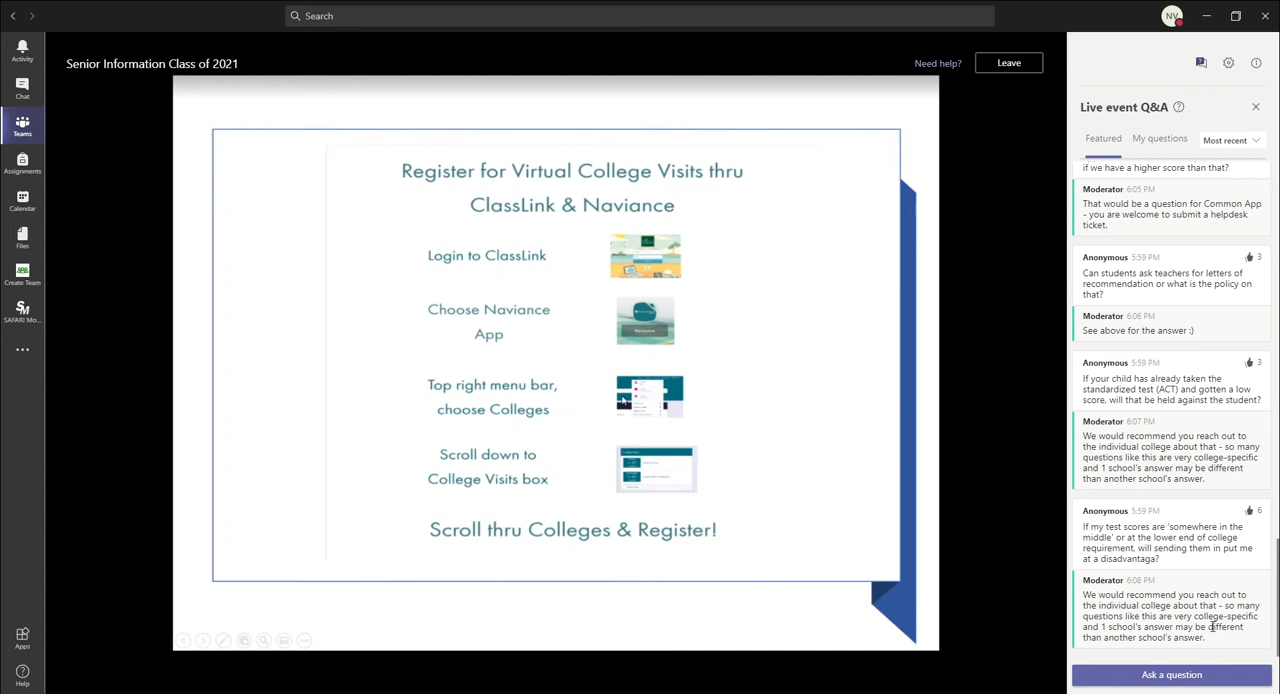 Search
NV
Activity
Chat
Teams
Assignments
Calendar
Files
Create Team
SAFARI Mo...
Apps
Help
Senior Information Class of 2021
Need help?
Leave
Register for Virtual College Visits thru
ClassLink & Naviance
Login to ClassLink
Choose Naviance
App
Naviance
Top right menu bar,
choose Colleges
Scroll down to
College Visits box
Scroll thru Colleges & Register!
Live event Q&A
Featured
My questions
Most recent
if we have a higher score than that?
Moderator 6:05 PM
That would be a question for Common App
- you are welcome to submit a helpdesk
ticket.
Anonymous 5:59 PM
3
Can students ask teachers for letters of
recommendation or what is the policy on
that?
Moderator 6:06 PM
See above for the answer :)
Anonymous 5:59 PM
3
If your child has already taken the
standardized test (ACT) and gotten a low
score, will that be held against the student?
Moderator 6:07 PM
We would recommend you reach out to
the individual college about that - so many
questions like this are very college-specific
and 1 school's answer may be different
than another school's answer.
Anonymous 5:59 PM
6
If my test scores are 'somewhere in the
middle' or at the lower end of college
requirement, will sending them in put me
at a disadvantaga?
Moderator 6:08 PM
We would recommend you reach out to
the individual college about that - so many
questions like this are very college-specific
and 1 school's answer may be different
than another school's answer.
Ask a question